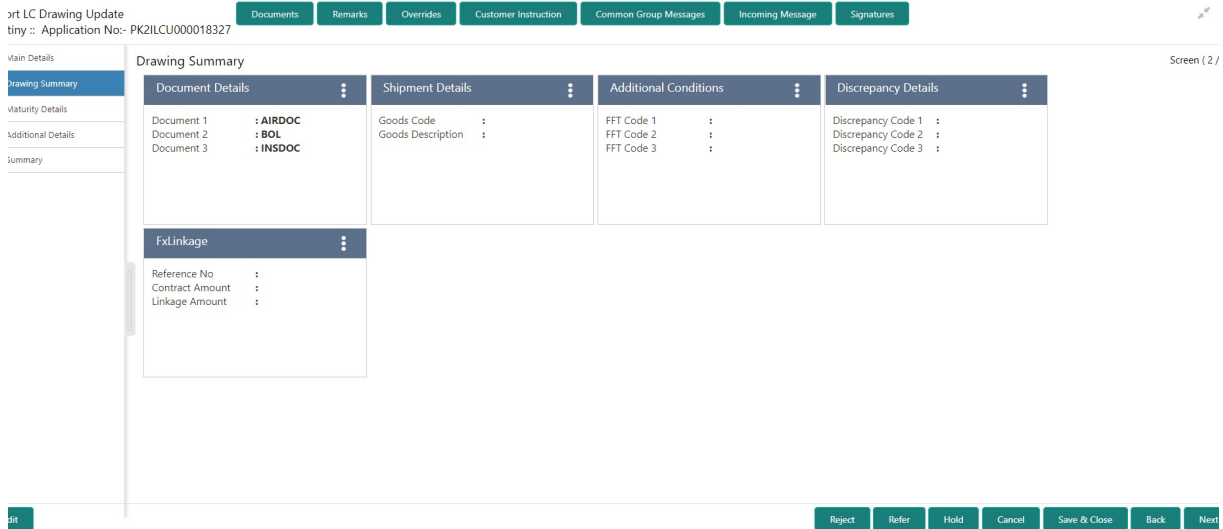 ort LC Drawing Update
tiny :: Application No:- PK2ILCU000018327
Documents
Remarks
Overrides
Customer Instruction
Common Group Messages
Incoming Message
Signatures
Main Details
Drawing Summary
Maturity Details
Additional Details
Summary
Drawing Summary
Screen ( 2 /
Document Details
Document 1 : AIRDOC
Document 2 : BOL
Document 3 : INSDOC
Shipment Details
Goods Code :
Goods Description :
Additional Conditions
FFT Code 1 :
FFT Code 2 :
FFT Code 3 :
Discrepancy Details
Discrepancy Code 1 :
Discrepancy Code 2 :
Discrepancy Code 3 :
FxLinkage
Reference No :
Contract Amount :
Linkage Amount :
dit
Reject
Refer
Hold
Cancel
Save & Close
Back
Next